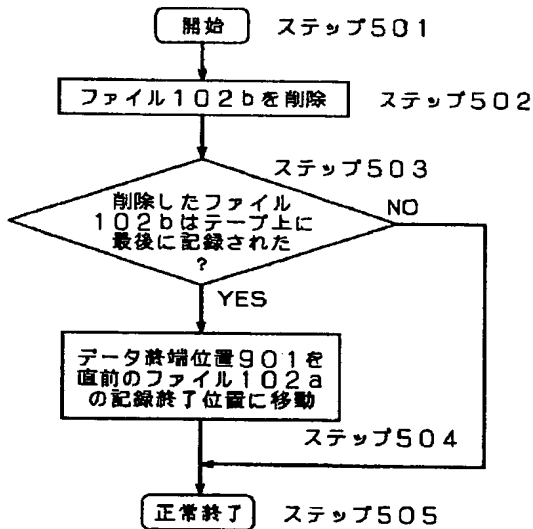 開始 ステップ501
ファイル102bを削除 ステップ502
ステップ503
削除したファイル
102bはテープ上に
最後に記録された
?
NO
YES
データ終端位置901を
直前のファイル102a
の記録終了位置に移動
ステップ504
正常終了 ステップ505